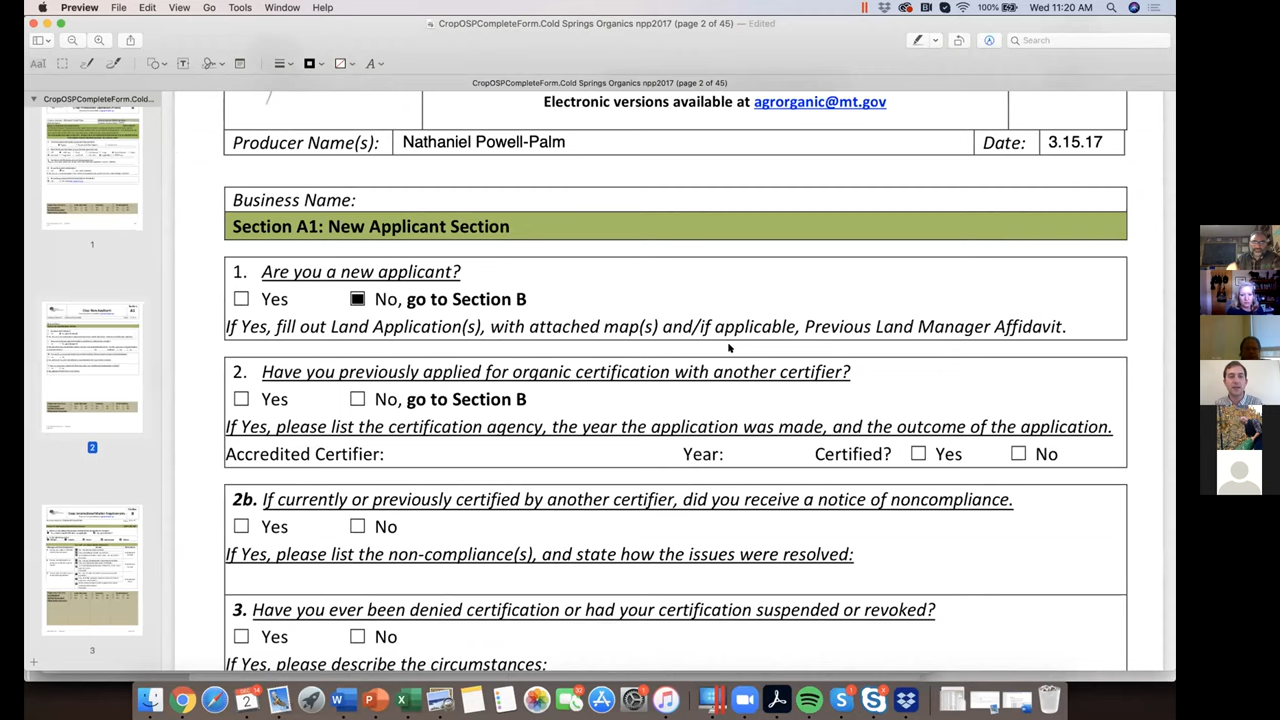 Preview File Edit View Go Tools Window Help 100% Wed 11:20 AM
CropOSPCompleteForm.Cold Springs Organics npp2017 (page 2 of 45) — Edited
Search
CropOSPCompleteForm.Cold Springs Organics npp2017 (page 2 of 45)
CropOSPCompleteForm.Cold...
1
2
3
Electronic versions available at agrorganic@mt.gov
Producer Name(s): Nathaniel Powell-Palm Date: 3.15.17
Business Name:
Section A1: New Applicant Section
1. Are you a new applicant?
Yes No, go to Section B
If Yes, fill out Land Application(s), attach field map(s) and/if applicable, Previous Land Manager Affidavit.
2. Have you previously applied for organic certification with another certifier?
Yes No, go to Section B
If Yes, please list the certification agency, the year the application was made, and the outcome of the application.
Accredited Certifier: Year: Certified? Yes No
2b. If currently or previously certified by another certifier, did you receive a notice of noncompliance.
No
If Yes please list non-compliance(s) and state how the issues were resolved:
3. Have you ever been denied certification or had your certification suspended or revoked?
Yes No
If Yes, please describe the circumstances: